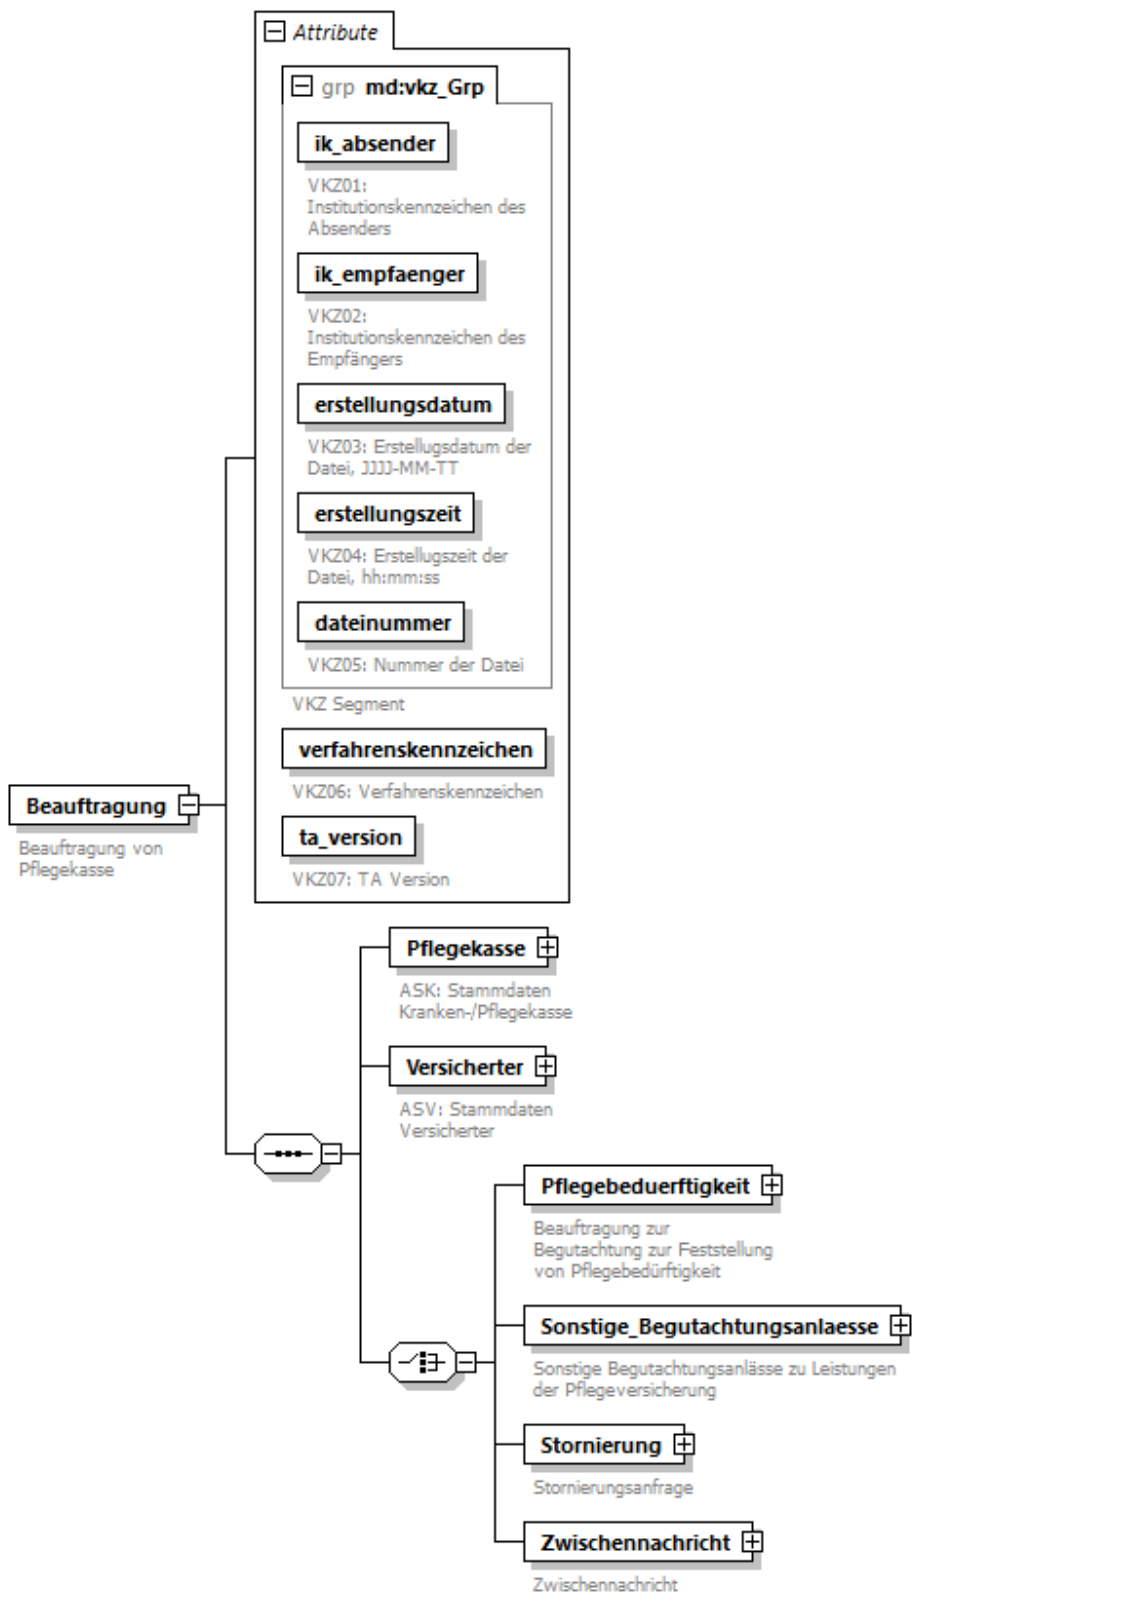 Attribute
grp md:vkz_Grp
ik_absender
VKZ01:
Institutionskennzeichen des
Absenders
ik_empfaenger
VKZ02:
Institutionskennzeichen des
Empfängers
erstellungsdatum
VKZ03: Erstellugsdatum der
Datei, JJJJ-MM-TT
erstellungszeit
VKZ04: Erstellugszeit der
Datei, hh:mm:ss
dateinummer
VKZ05: Nummer der Datei
VKZ Segment
verfahrenskennzeichen
VKZ06: Verfahrenskennzeichen
Beauftragung
Beauftragung von
Pflegekasse
ta_version
VKZ07: TA Version
Pflegekasse
ASK: Stammdaten
Kranken-/Pflegekasse
Versicherter
ASV: Stammdaten
Versicherter
Pflegebeduerftigkeit
Beauftragung zur
Begutachtung zur Feststellung
von Pflegebedürftigkeit
Sonstige_Begutachtungsanlaesse
Sonstige Begutachtungsanlässe zu Leistungen
der Pflegeversicherung
Stornierung
Stornierungsanfrage
Zwischennachricht
Zwischennachricht